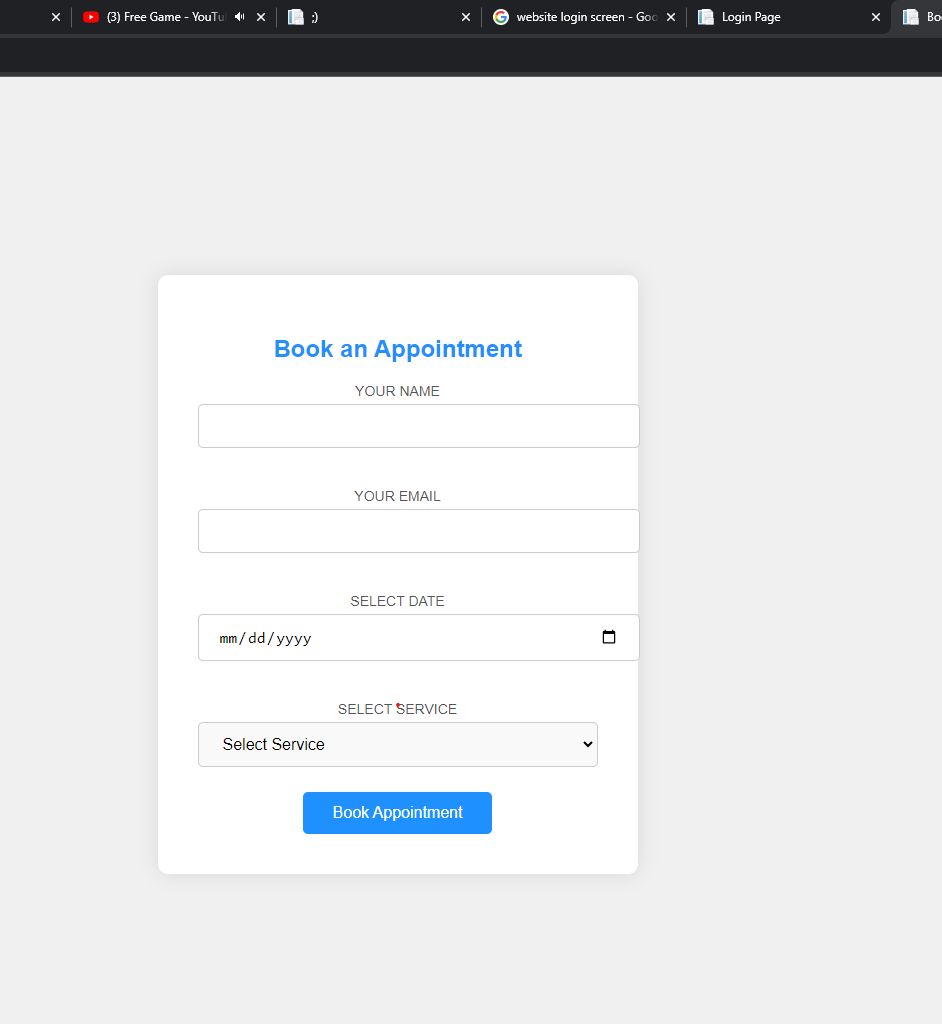 (3) Free Game - YouTu
;)
website login screen - Goo
Login Page
Boo
Book an Appointment
YOUR NAME
YOUR EMAIL
SELECT DATE
mm/dd/yyyy
SELECT SERVICE
Select Service
Book Appointment